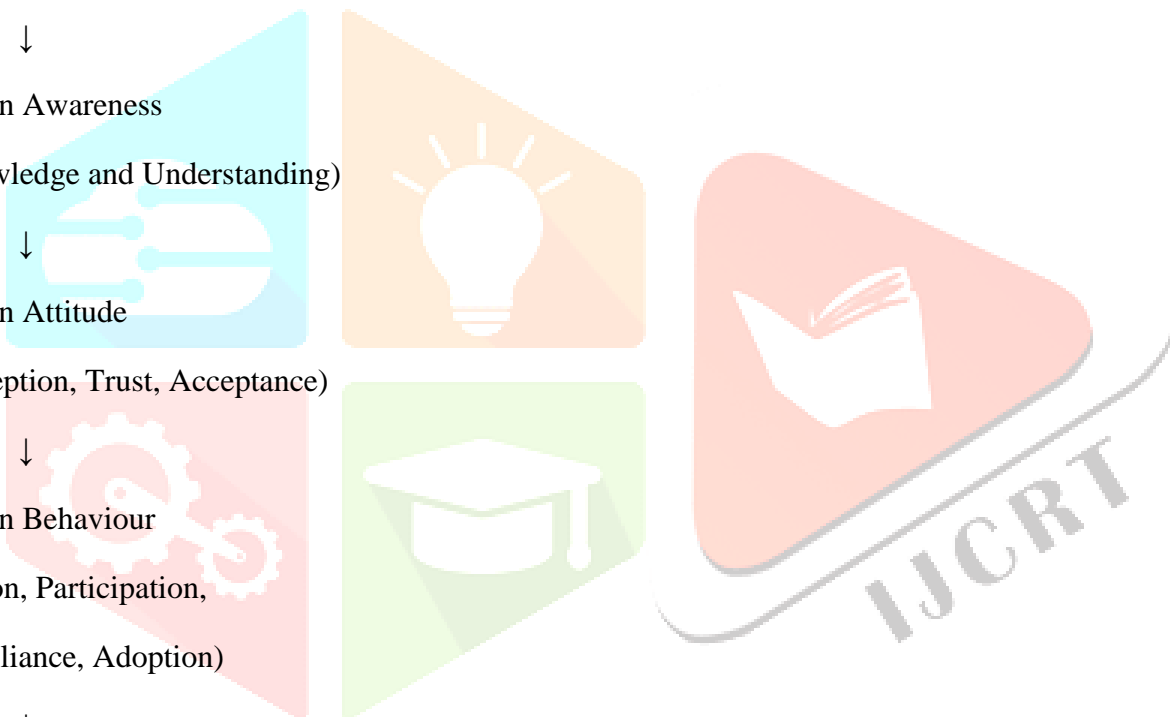 ↓
n Awareness
wledge and Understanding)
↓
n Attitude
eption, Trust, Acceptance)
↓
n Behaviour
on, Participation,
liance, Adoption)
IJCRT